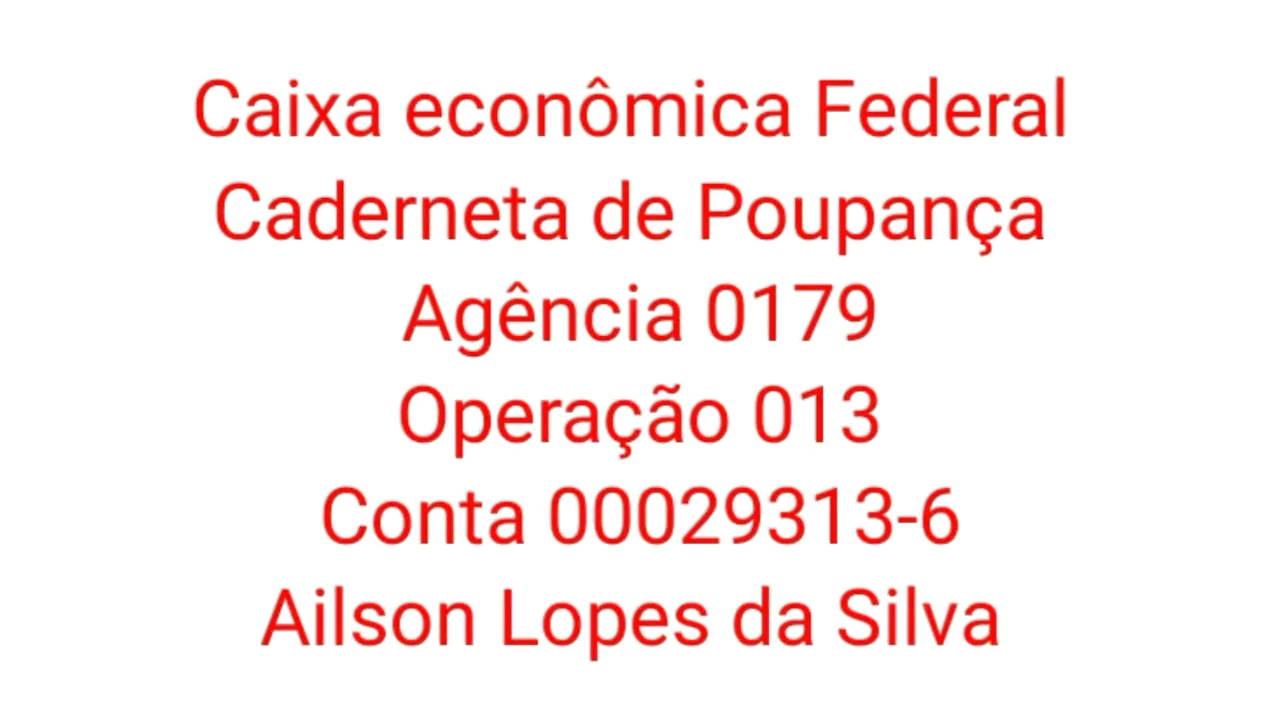 Caixa econômica Federal
Caderneta de Poupança
Agência 0179
Operação 013
Conta 00029313-6
Ailson Lopes da Silva